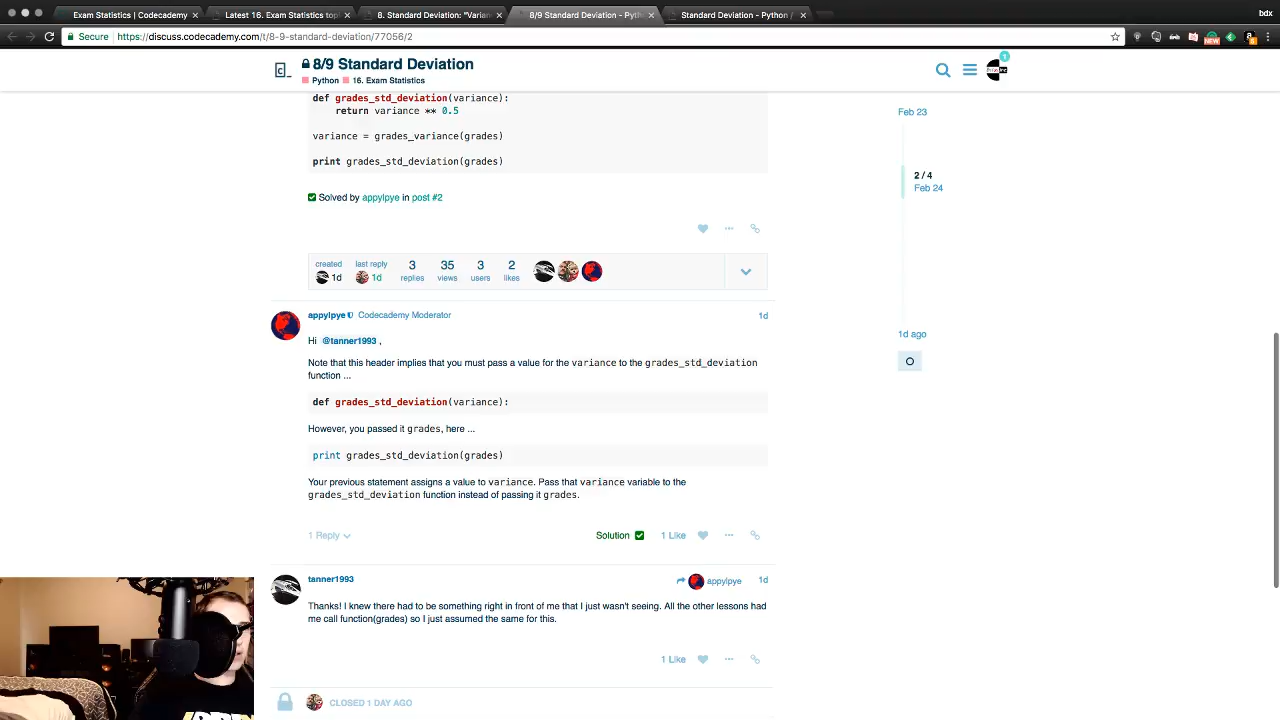 Exam Statistics | Codecademy
Latest 16. Exam Statistics top
8. Standard Deviation: "Varian
8/9 Standard Deviation - Pyth
Standard Deviation - Python /
bdx
Secure
https://discuss.codecademy.com/t/8-9-standard-deviation/77056/2
NEW
8/9 Standard Deviation
Python 16. Exam Statistics
1
def grades_std_deviation(variance):
return variance ** 0.5
variance = grades_variance(grades)
print grades_std_deviation(grades)
Solved by appylpye in post #2
created
1d
last reply
1d
3
replies
35
views
3
users
2
likes
appylpye Codecademy Moderator
1d
Hi @tanner1993 ,
Note that this header implies that you must pass a value for the variance to the grades_std_deviation
function ...
def grades_std_deviation(variance):
However, you passed it grades, here ...
print grades_std_deviation(grades)
Your previous statement assigns a value to variance. Pass that variance variable to the
grades_std_deviation function instead of passing it grades.
1 Reply
Solution
1 Like
tanner1993
appylpye
1d
Thanks! I knew there had to be something right in front of me that I just wasn't seeing. All the other lessons had
me call function(grades) so I just assumed the same for this.
1 Like
CLOSED 1 DAY AGO
Feb 23
2 / 4
Feb 24
1d ago